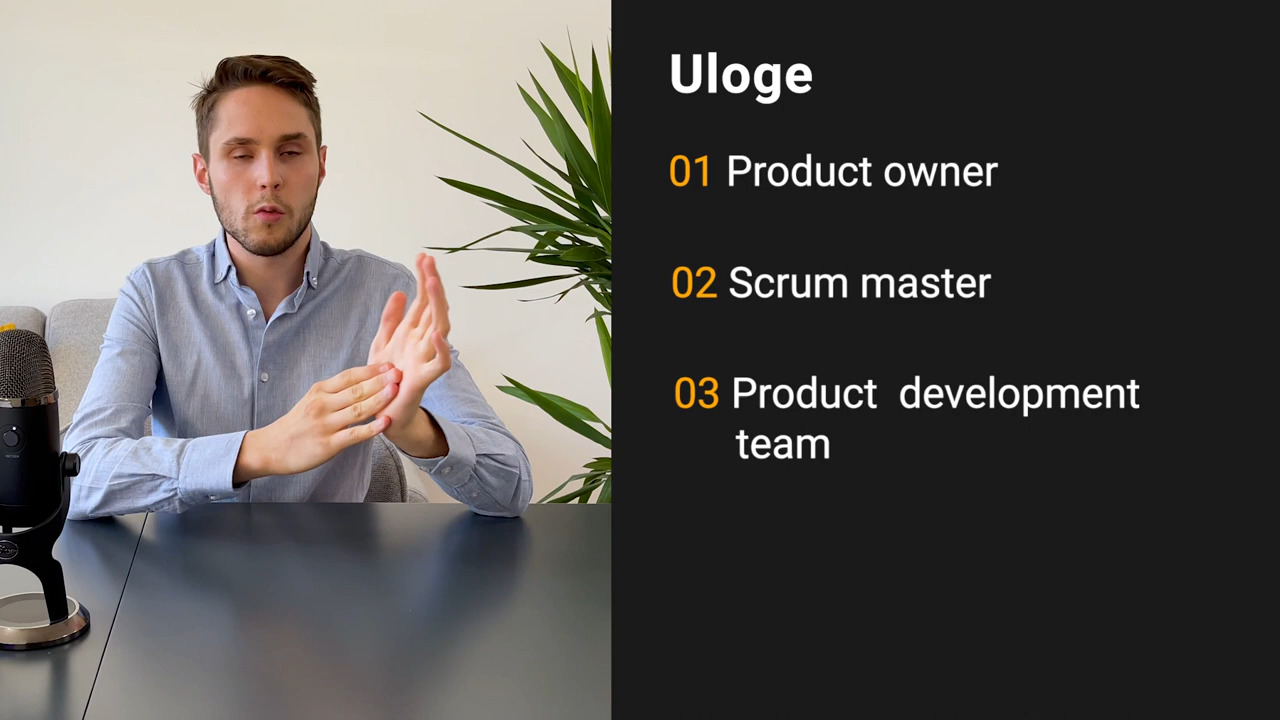 Uloge
01 Product owner
02 Scrum master
03 Product development
team